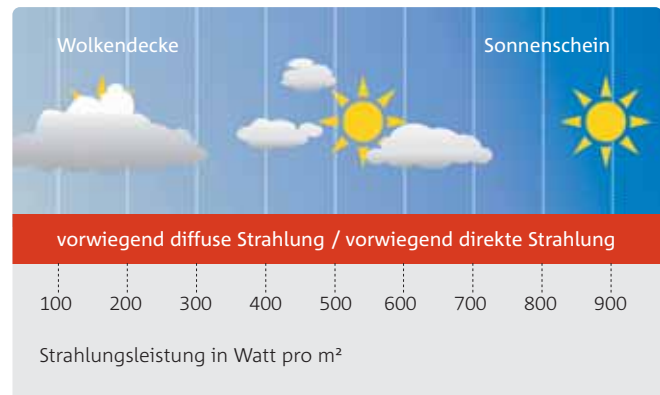 Wolkendecke Sonnenschein
vorwiegend diffuse Strahlung / vorwiegend direkte Strahlung
100 200 300 400 500 600 700 800 900
Strahlungsleistung in Watt pro m²